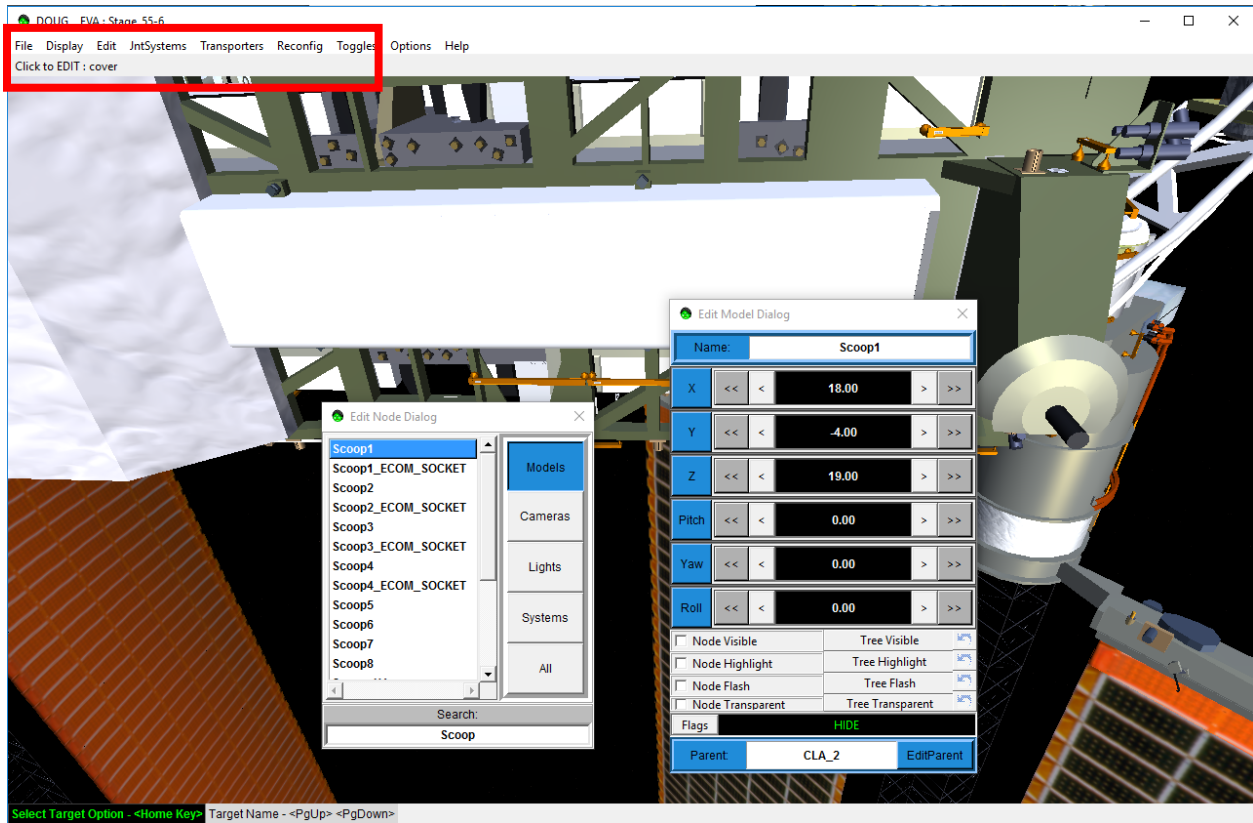 DOUG EVA : Stage_55-6
File Display Edit JntSystems Transporters Reconfig Toggles Options Help
Click to EDIT : cover
Edit Node Dialog
Scoop1
Scoop1_ECOM_SOCKET
Scoop2
Scoop2_ECOM_SOCKET
Scoop3
Scoop3_ECOM_SOCKET
Scoop4
Scoop4_ECOM_SOCKET
Scoop5
Scoop6
Scoop7
Scoop8
Models
Cameras
Lights
Systems
All
Search:
Scoop
Edit Model Dialog
Name: Scoop1
X << < 18.00 > >>
Y << < -4.00 > >>
Z << < 19.00 > >>
Pitch << < 0.00 > >>
Yaw << < 0.00 > >>
Roll << < 0.00 > >>
Node Visible Tree Visible
Node Highlight Tree Highlight
Node Flash Tree Flash
Node Transparent Tree Transparent
Flags HIDE
Parent: CLA_2 EditParent
Select Target Option - <Home Key> Target Name - <PgUp> <PgDown>